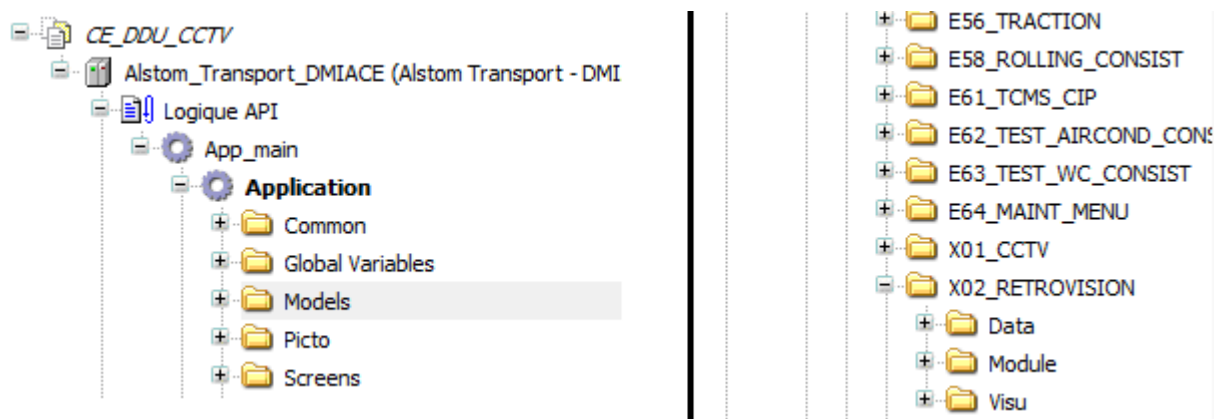 CE_DDU_CCTV
Alstom_Transport_DMIACE (Alstom Transport - DMI
Logique API
App_main
Application
Common
Global Variables
Models
Picto
Screens
E56_TRACTION
E58_ROLLING_CONSIST
E61_TCMS_CIP
E62_TEST_AIRCOND_CONS
E63_TEST_WC_CONSIST
E64_MAINT_MENU
X01_CCTV
X02_RETROVISION
Data
Module
Visu